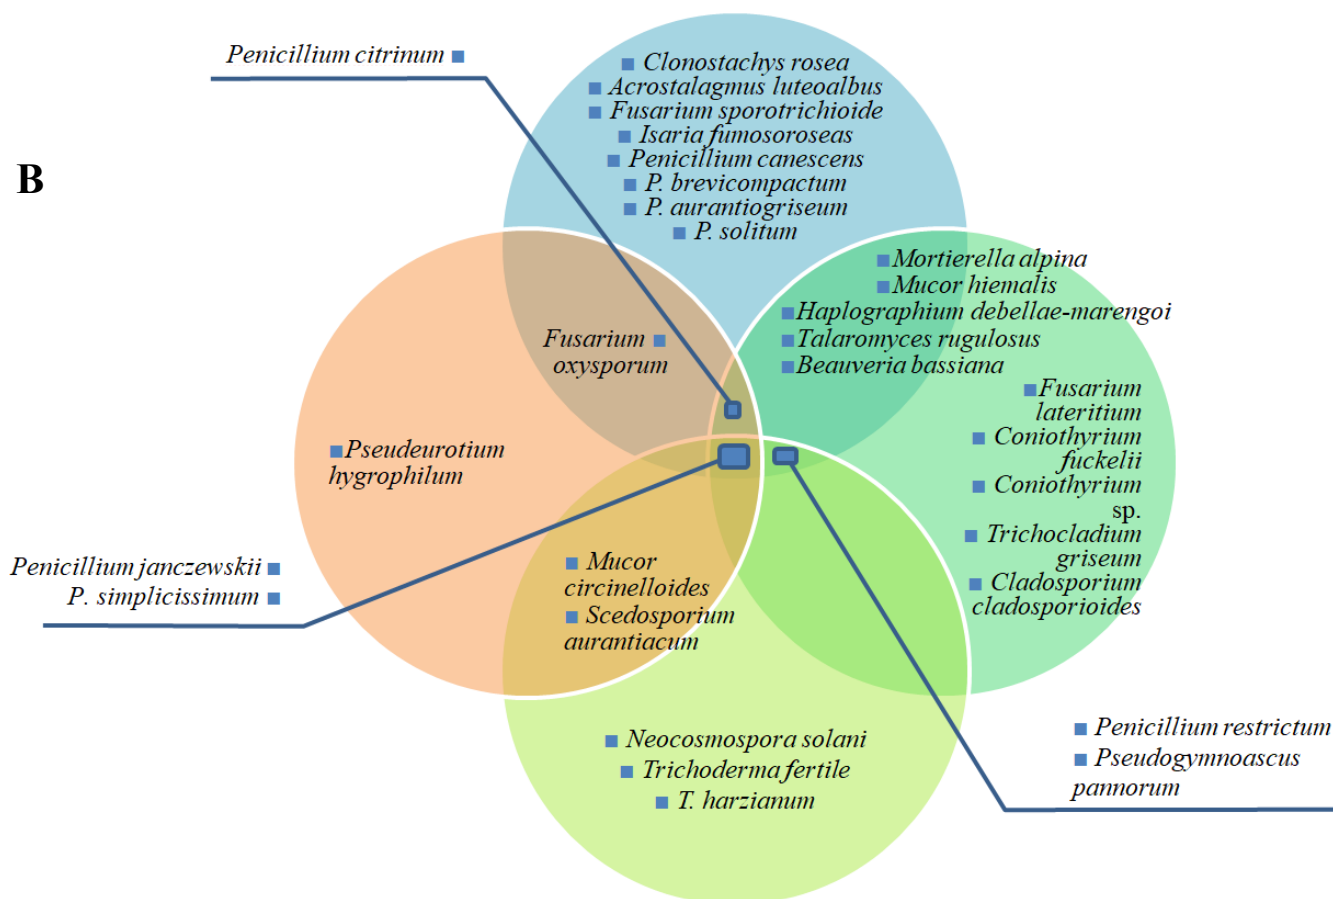 Penicillium citrinum
B
Clonostachys rosea
Acrostalagmus luteoalbus
Fusarium sporotrichioide
Isaria fumosoroseas
Penicillium canescens
P. brevicompactum
P. aurantiogriseum
P. solitum
Mortierella alpina
Mucor hiemalis
Haplographium debellae-marengoi
Talaromyces rugulosus
Beauveria bassiana
Fusarium
oxysporum
Fusarium
lateritium
Coniothyrium
fuckelii
Coniothyrium
sp.
Trichocladium
griseum
Cladosporium
cladosporioides
Pseudeurotium
hygrophilum
Penicillium janczewskii
P. simplicissimum
Mucor
circinelloides
Scedosporium
aurantiacum
Neocosmospora solani
Trichoderma fertile
T. harzianum
Penicillium restrictum
Pseudogymnoascus
pannorum